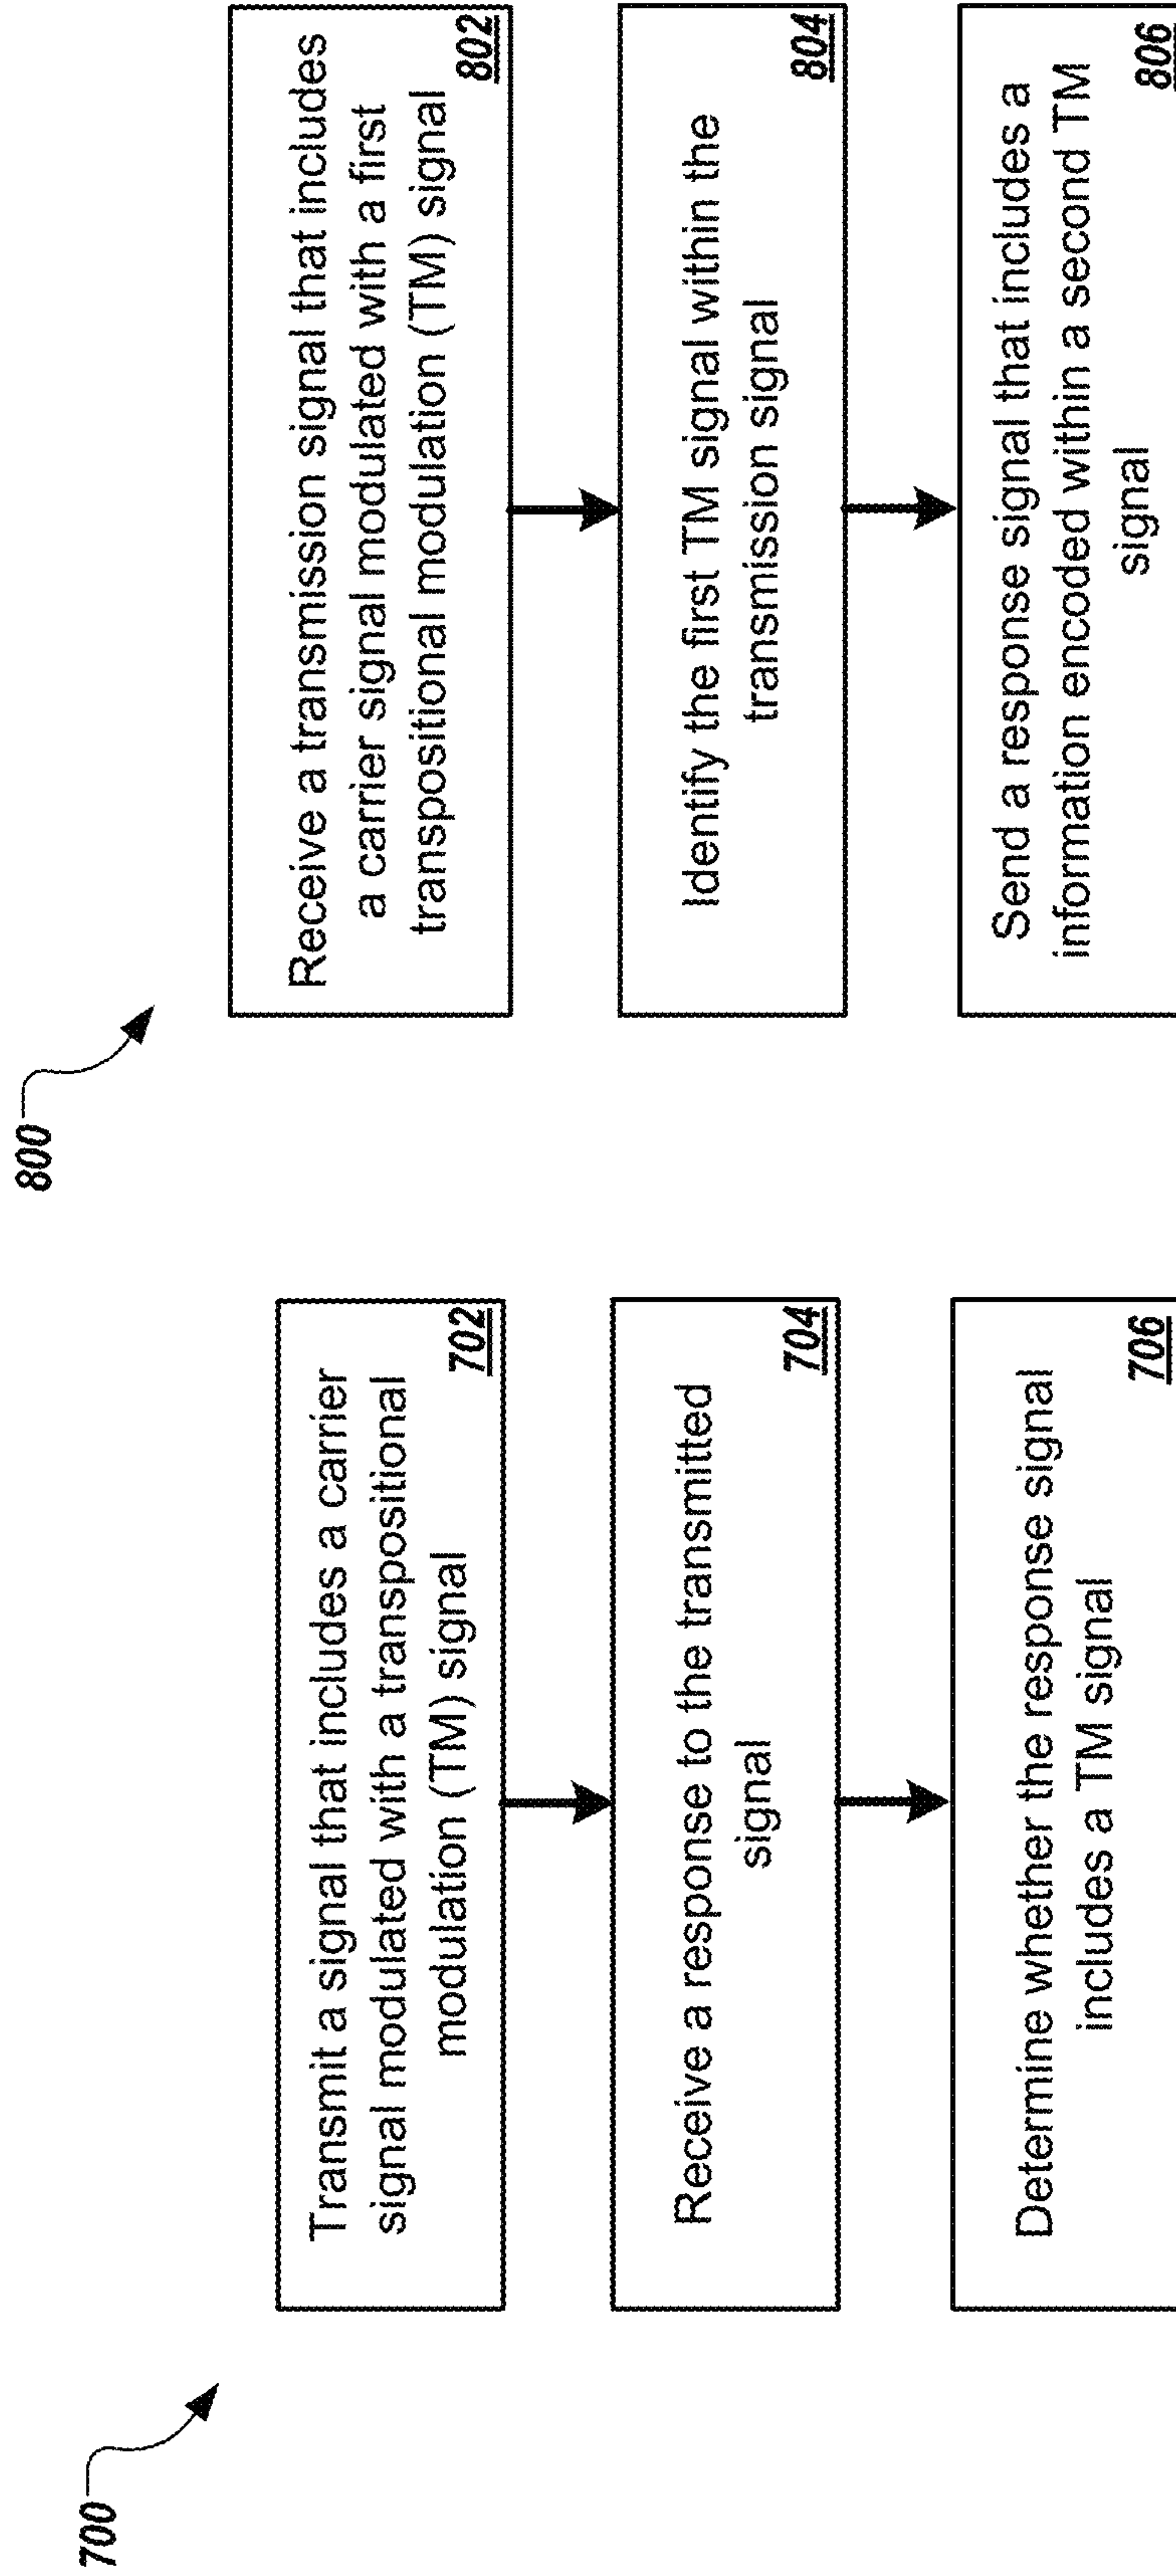 700
Transmit a signal that includes a carrier
signal modulated with a transpositional
modulation (TM) signal
702
Receive a response to the transmitted
signal
704
Determine whether the response signal
includes a TM signal
706
800
Receive a transmission signal that includes
a carrier signal modulated with a first
transpositional modulation (TM) signal
802
Identify the first TM signal within the
transmission signal
804
Send a response signal that includes a
information encoded within a second TM
signal
806